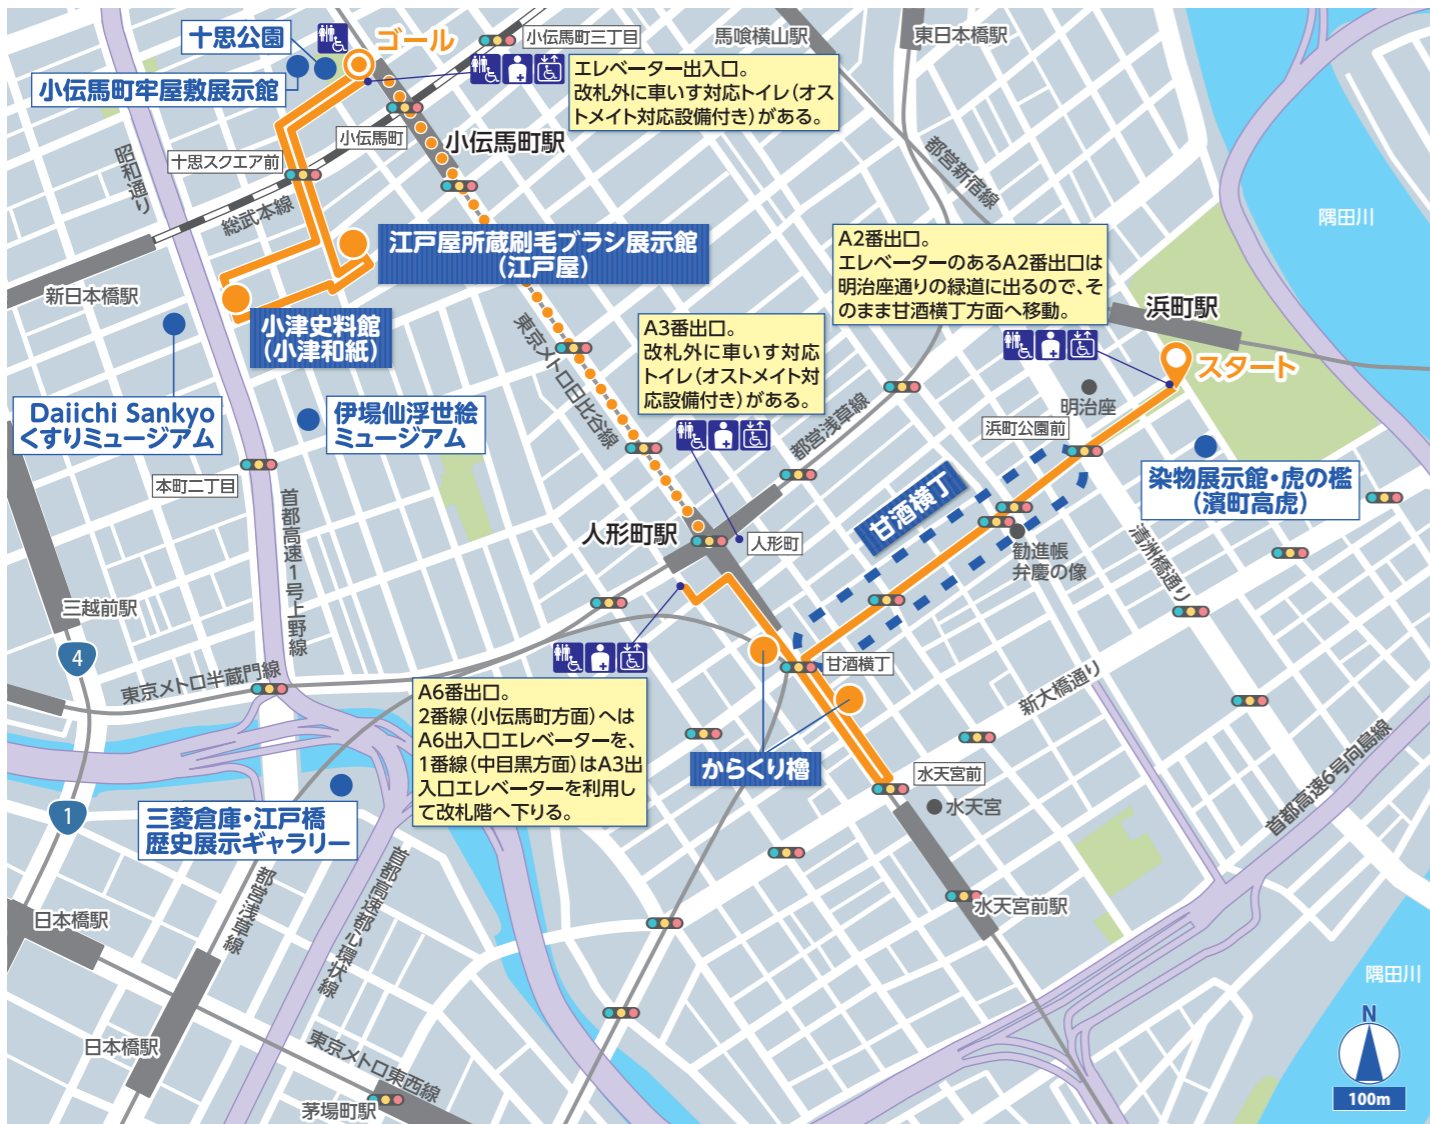 十思公園
ゴール
小伝馬町三丁目
馬喰横山駅
東日本橋駅
小伝馬町牢屋敷展示館
エレベーター出入口。
改札外に車いす対応トイレ(オス
トメイト対応設備付き)がある。
小伝馬町
小伝馬町駅
十思スクエア前
昭和通り
総武本線
都営新宿線
隅田川
江戸屋所蔵刷毛ブラシ展示館
(江戸屋)
A2番出口。
エレベーターのあるA2番出口は
明治座通りの緑道に出るので、そ
のまま甘酒横丁方面へ移動。
新日本橋駅
浜町駅
小津史料館
(小津和紙)
東京メトロ日比谷線
A3番出口。
改札外に車いす対応
トイレ(オストメイト対
応設備付き)がある。
スタート
明治座
Daiichi Sankyo
くすりミュージアム
伊場仙浮世絵
ミュージアム
都営浅草線
浜町公園前
染物展示館・虎の檻
(濱町高虎)
本町二丁目
首都高速1号上野線
甘酒横丁
人形町駅
人形町
勧進帳
弁慶の像
清洲橋通り
三越前駅
4
東京メトロ半蔵門線
甘酒横丁
新大橋通り
A6番出口。
2番線(小伝馬町方面)へは
A6出入口エレベーターを、
1番線(中目黒方面)はA3出
入口エレベーターを利用し
て改札階へ下りる。
からくり櫓
水天宮前
水天宮
首都高速6号向島線
1
三菱倉庫・江戸橋
歴史展示ギャラリー
都営浅草線
首都高速都心環状線
水天宮前駅
日本橋駅
隅田川
日本橋駅
東京メトロ東西線
茅場町駅
N
100m